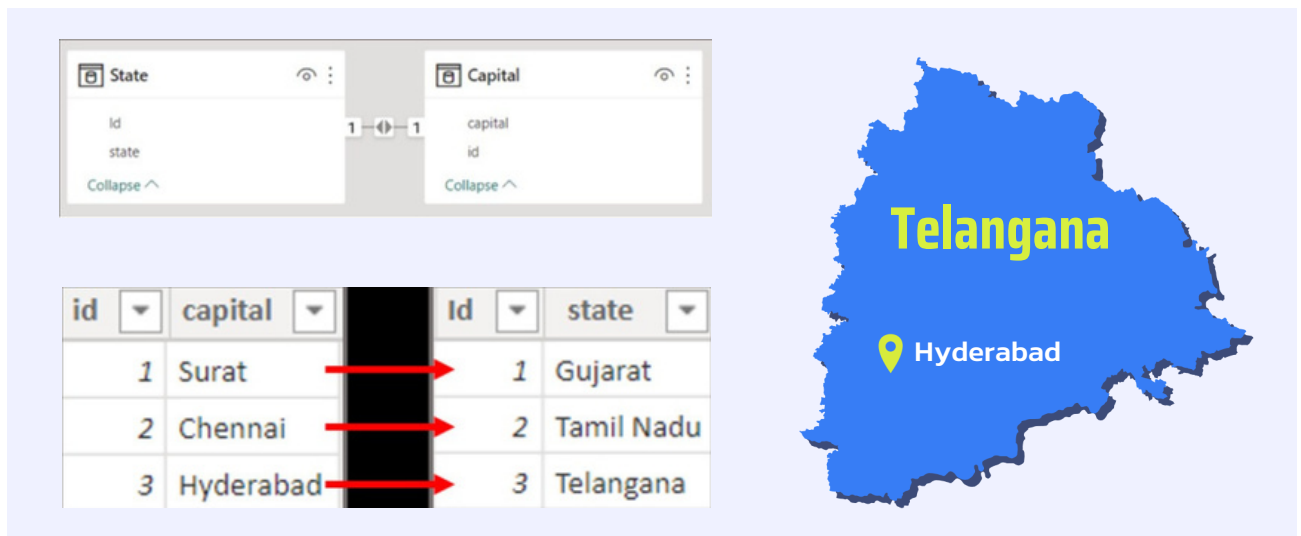 State
Id
state
Collapse
1 1
Capital
capital
id
Collapse
id capital
1 Surat
2 Chennai
3 Hyderabad
Id state
1 Gujarat
2 Tamil Nadu
3 Telangana
Telangana
Hyderabad